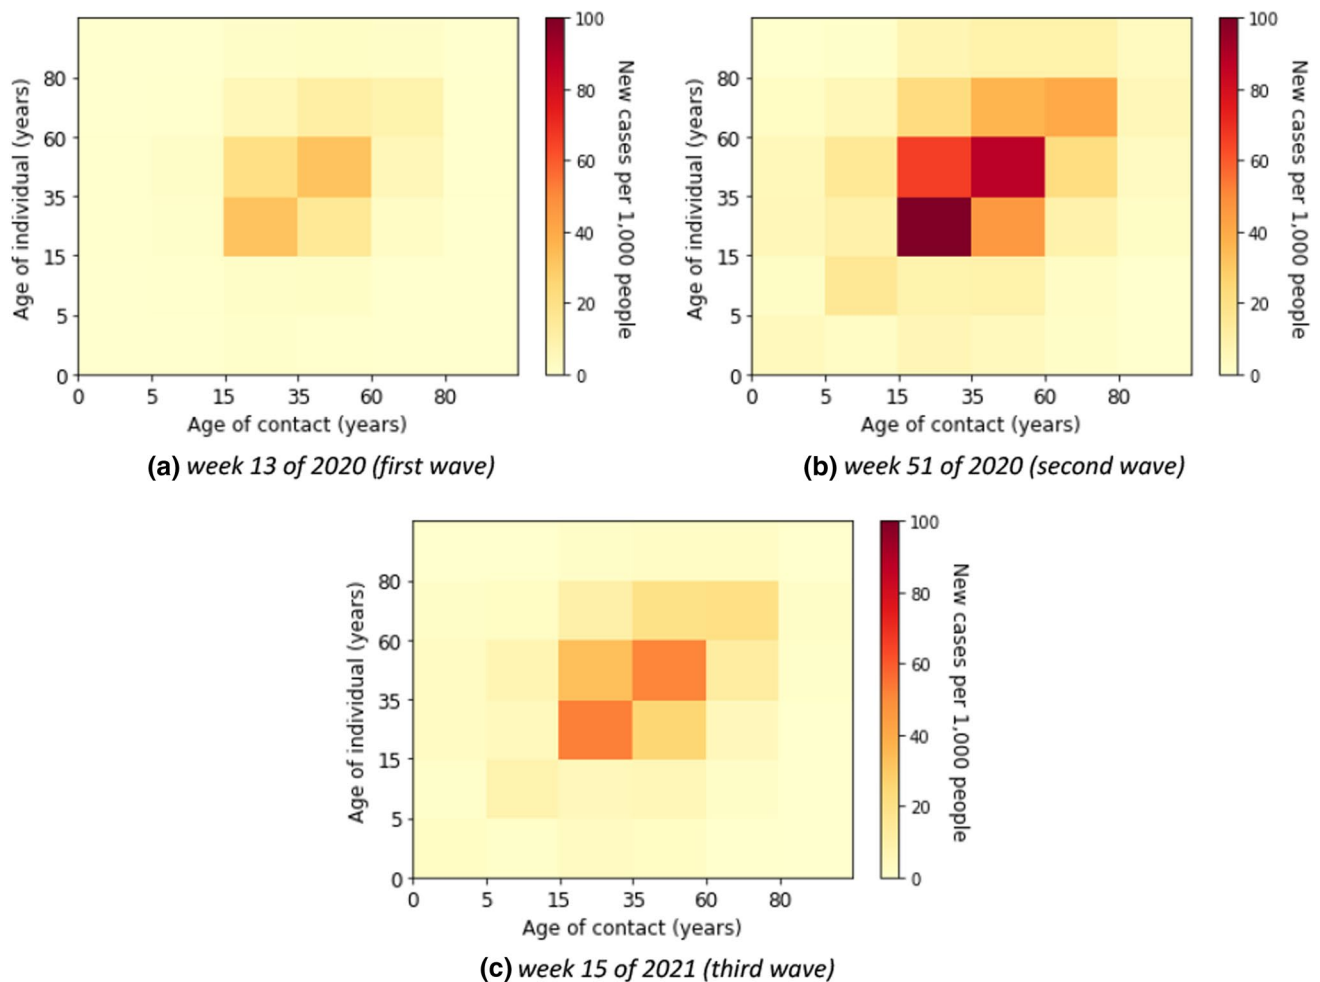 100
80
60
40
20
0
New cases per 1,000 people
80
60
35
15
5
0
Age of individual (years)
0 5 15 35 60 80
Age of contact (years)
(a) week 13 of 2020 (first wave)
100
80
60
40
20
0
New cases per 1,000 people
80
60
35
15
5
0
Age of individual (years)
0 5 15 35 60 80
Age of contact (years)
(b) week 51 of 2020 (second wave)
100
80
60
40
20
0
New cases per 1,000 people
80
60
35
15
5
0
Age of individual (years)
0 5 15 35 60 80
Age of contact (years)
(c) week 15 of 2021 (third wave)